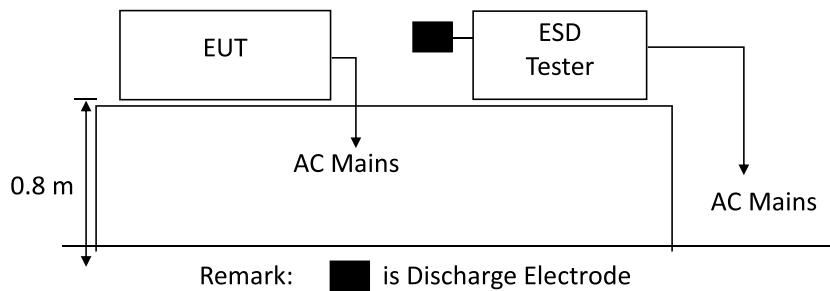 EUT
ESD
Tester
AC Mains
0.8 m
AC Mains
Remark: is Discharge Electrode